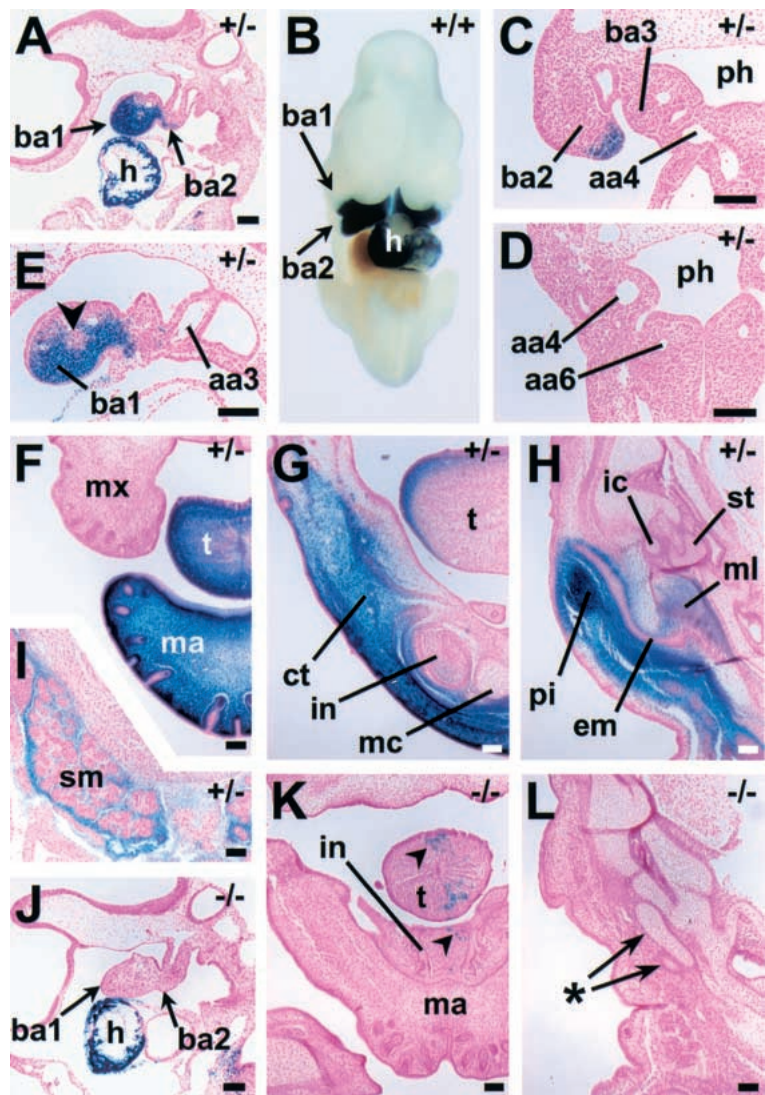 A
+/-
ba1
h
ba2
B
+/+
ba1
ba2
h
C
ba3
+/-
ph
ba2
aa4
E
+/-
ba1
aa3
D
+/-
ph
aa4
aa6
F
+/-
mx
t
ma
G
+/-
t
ct
in
mc
H
+/-
ic
st
ml
pi
em
I
sm
+/-
J
-/-
ba1
h
ba2
K
-/-
in
t
ma
L
-/-
*